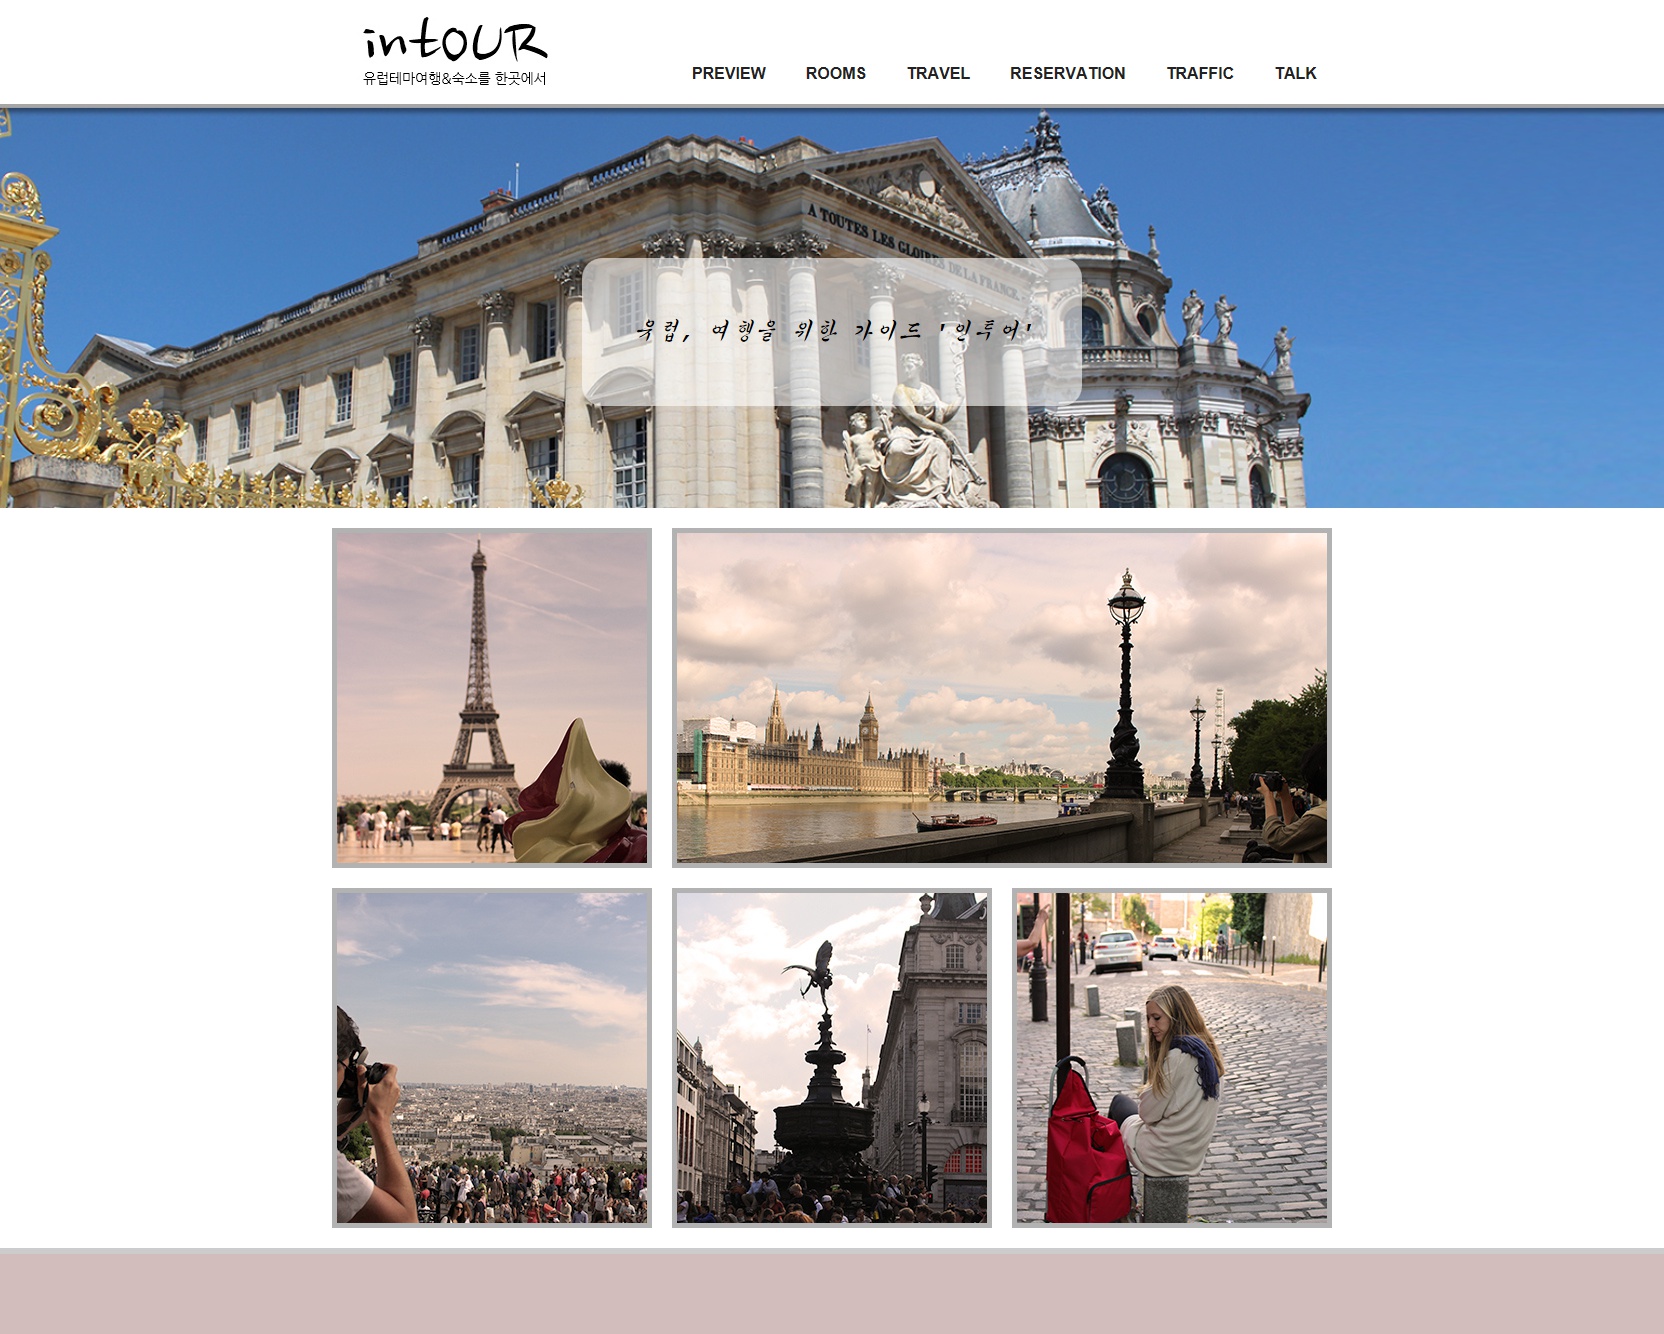 intOUR
유럽테마여행&숙소를 한곳에서
PREVIEW ROOMS TRAVEL RESERVATION TRAFFIC TALK
A TOUTES LES GLOIRES DE LA FRANCE.
유럽, 여행을 위한 가이드 '인투어'